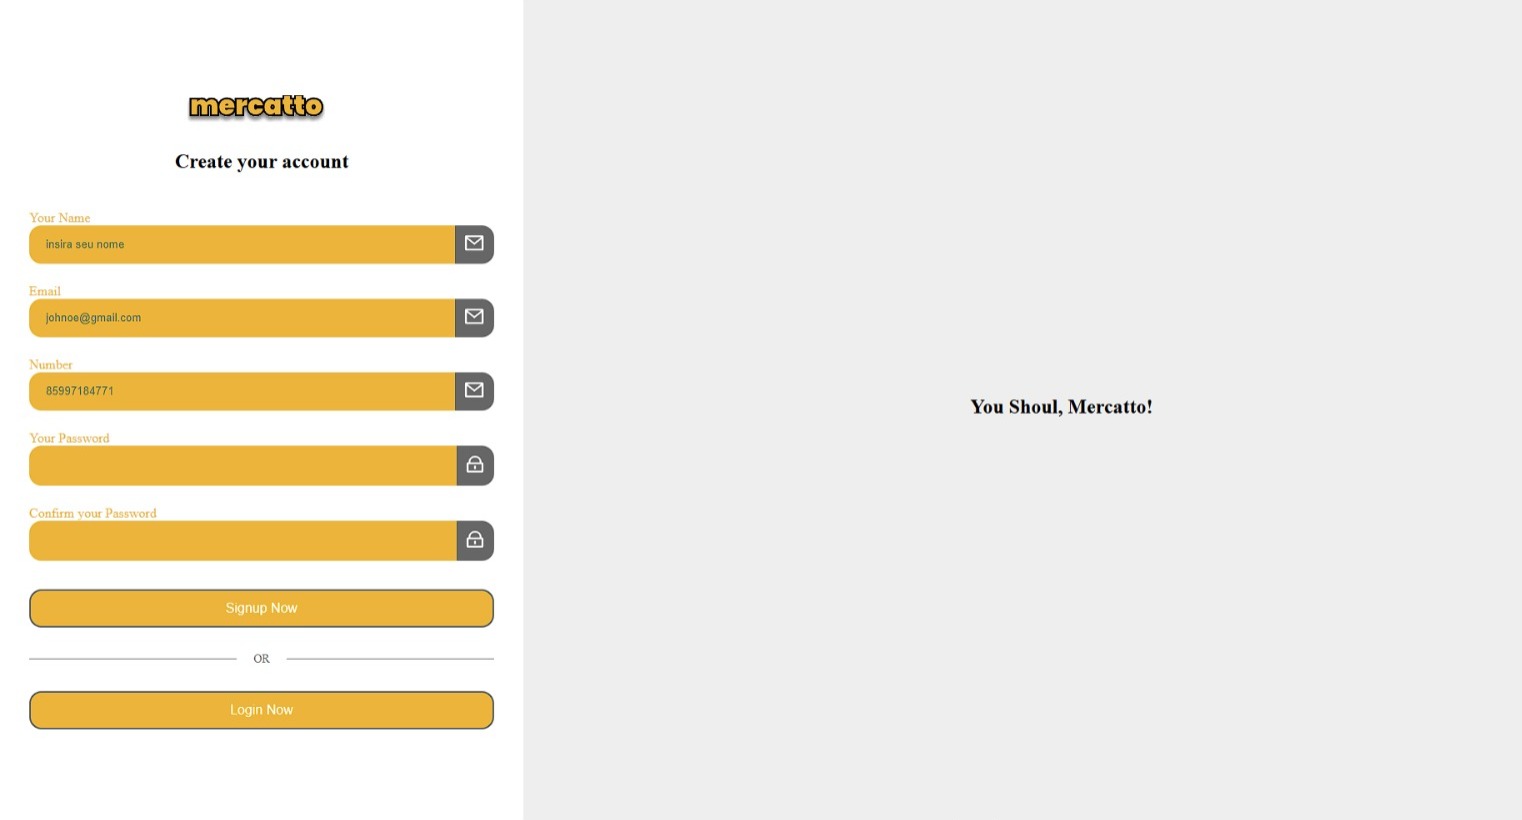 mercatto
Create your account
Your Name
insira seu nome
Email
johnoe@gmail.com
Number
85997184771
Your Password
Confirm your Password
Signup Now
OR
Login Now
You Shoul, Mercatto!